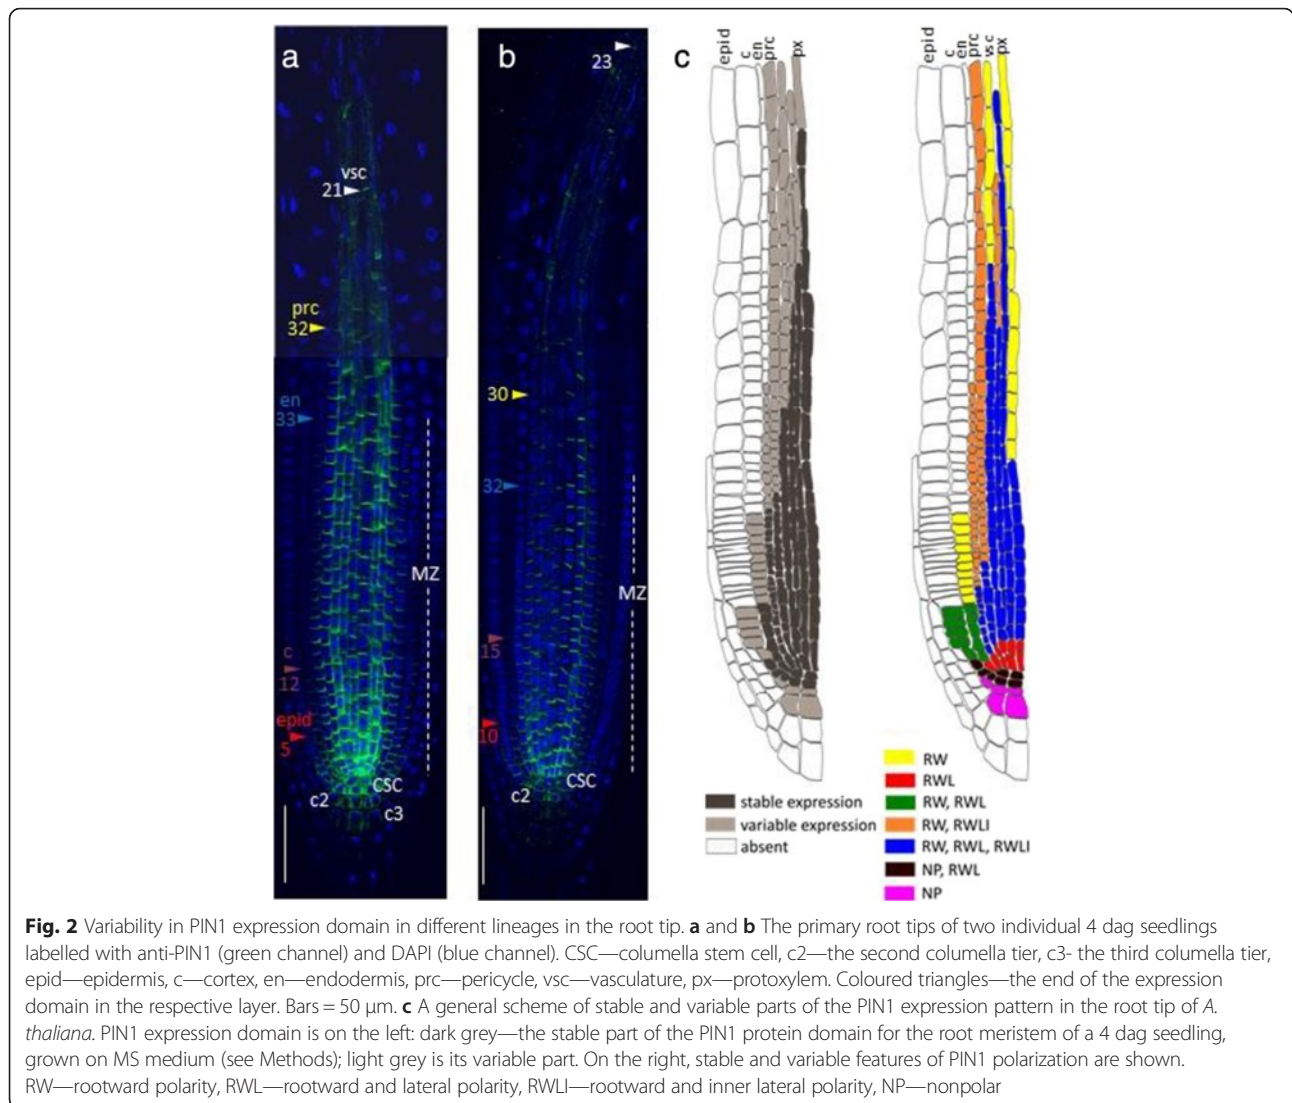 a
vsc
21
prc
32
en
33
MZ
c
12
epid
5
CSC
c2
c3
b
23
30
32
MZ
15
10
CSC
c2
c
epid
c
en
prc
px
epid
c
en
prc
vsc
px
stable expression
variable expression
absent
RW
RWL
RW, RWL
RW, RWLI
RW, RWL, RWLI
NP, RWL
NP
Fig. 2 Variability in PIN1 expression domain in different lineages in the root tip. a and b The primary root tips of two individual 4 dag seedlings
labelled with anti-PIN1 (green channel) and DAPI (blue channel). CSC—columella stem cell, c2—the second columella tier, c3- the third columella tier,
epid—epidermis, c—cortex, en—endodermis, prc—pericycle, vsc—vasculature, px—protoxylem. Coloured triangles—the end of the expression
domain in the respective layer. Bars = 50 μm. c A general scheme of stable and variable parts of the PIN1 expression pattern in the root tip of A.
thaliana. PIN1 expression domain is on the left: dark grey—the stable part of the PIN1 protein domain for the root meristem of a 4 dag seedling,
grown on MS medium (see Methods); light grey is its variable part. On the right, stable and variable features of PIN1 polarization are shown.
RW—rootward polarity, RWL—rootward and lateral polarity, RWLI—rootward and inner lateral polarity, NP—nonpolar